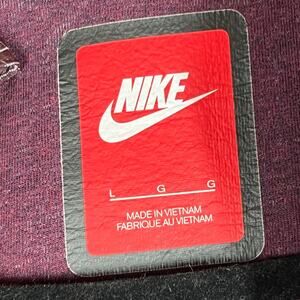 NIKE
L G G
MADE IN VIETNAM
FABRIQUE AU VIETNAM